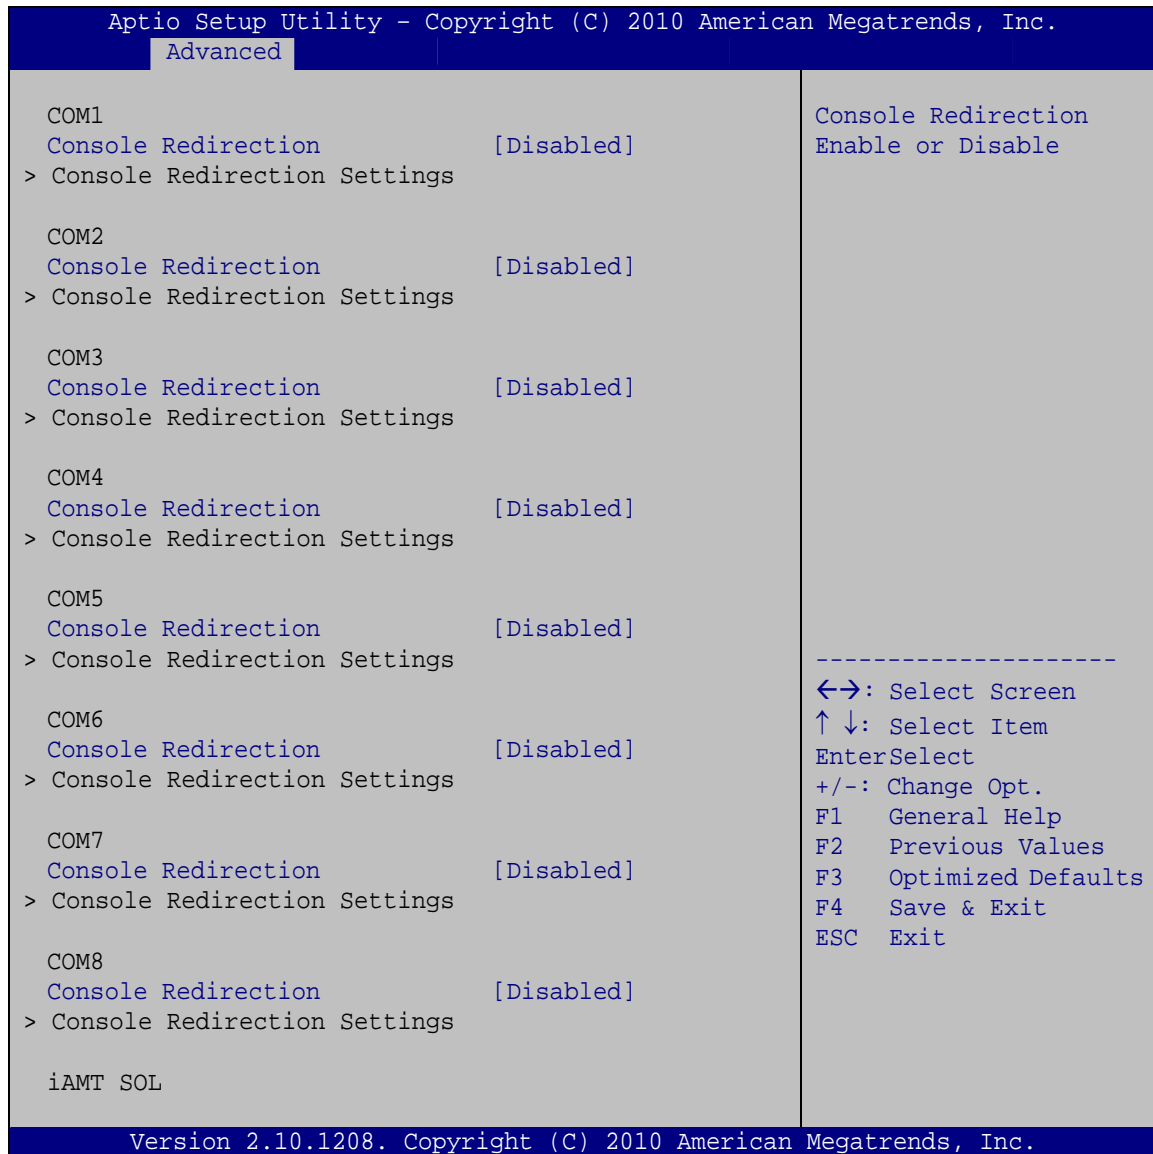 Aptio Setup Utility – Copyright (C) 2010 American Megatrends, Inc.
Advanced
COM1
Console Redirection [Disabled]
> Console Redirection Settings
COM2
Console Redirection [Disabled]
> Console Redirection Settings
COM3
Console Redirection [Disabled]
> Console Redirection Settings
COM4
Console Redirection [Disabled]
> Console Redirection Settings
COM5
Console Redirection [Disabled]
> Console Redirection Settings
COM6
Console Redirection [Disabled]
> Console Redirection Settings
COM7
Console Redirection [Disabled]
> Console Redirection Settings
COM8
Console Redirection [Disabled]
> Console Redirection Settings
iAMT SOL
Console Redirection
Enable or Disable
---------------------
←→: Select Screen
↑ ↓: Select Item
EnterSelect
+/-: Change Opt.
F1 General Help
F2 Previous Values
F3 Optimized Defaults
F4 Save & Exit
ESC Exit
Version 2.10.1208. Copyright (C) 2010 American Megatrends, Inc.